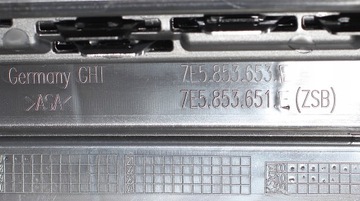 Germany CHI
7E5.853.653
>ASA<
7E5.853.651 E (ZSB)